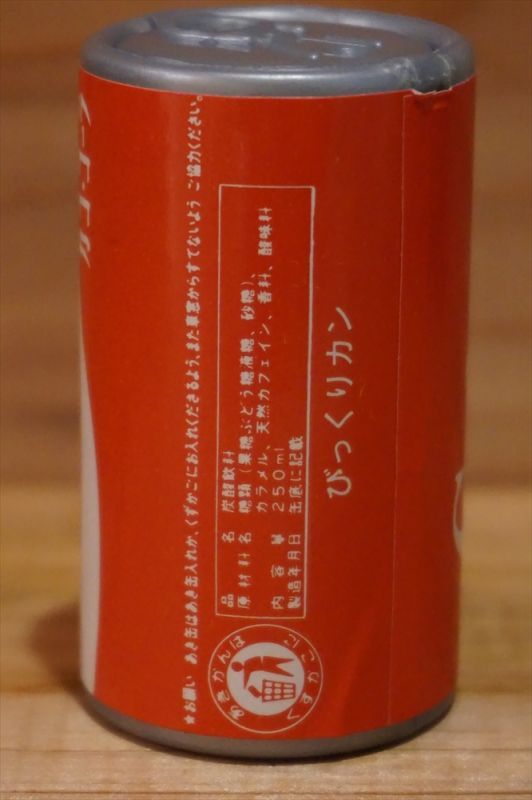 ★お願い あき缶はあき缶入れか、くずかごにお入れくださるよう、また車窓からすてないよう ご協力ください。
品 名 炭酸飲料
原材料名 糖類（果糖ぶどう糖液糖、砂糖）、
カラメル、天然カフェイン、香料、酸味料
内容量 250ml
製造年月日 缶底に記載
びっくりカン
あきかんは
くずかごに